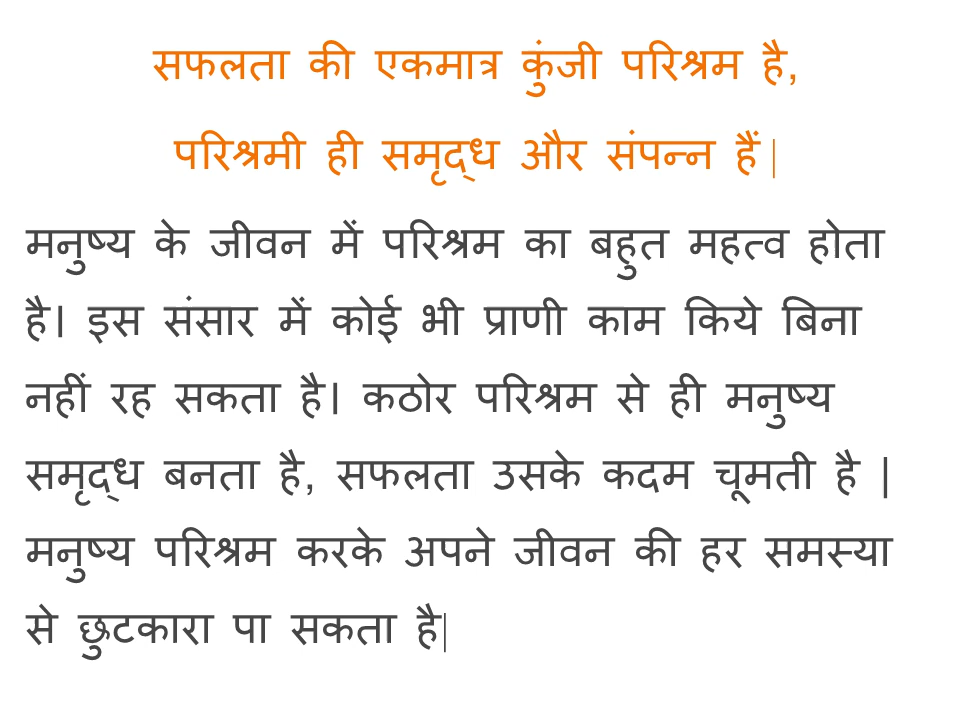 सफलता की एकमात्र कुंजी परिश्रम है,
परिश्रमी ही समृद्ध और संपन्न हैं|
मनुष्य के जीवन में परिश्रम का बहुत महत्व होता
है। इस संसार में कोई भी प्राणी काम किये बिना
नहीं रह सकता है। कठोर परिश्रम से ही मनुष्य
समृद्ध बनता है, सफलता उसके कदम चूमती है |
मनुष्य परिश्रम करके अपने जीवन की हर समस्या
से छुटकारा पा सकता है|